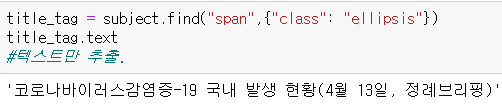 title_tag = subject.find("span",{"class": "ellipsis"})
title_tag.text
#텍스트만 추출.
'코로나바이러스감염증-19 국내 발생 현황(4월 13일, 정례브리핑)'